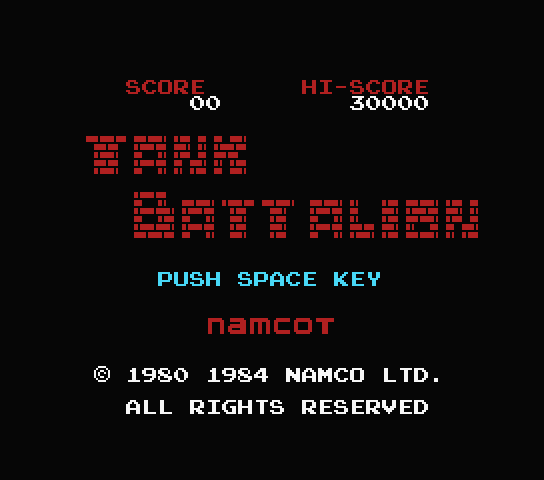 SCORE HI-SCORE
00 30000
TANK
BATTALION
PUSH SPACE KEY
namcot
© 1980 1984 NAMCO LTD.
ALL RIGHTS RESERVED